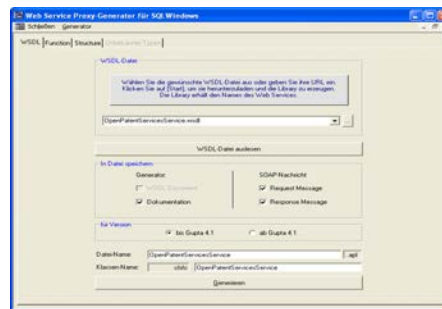 Web Service Proxy-Generator für SQLWindows
Schließen Generator
WSDL Function Structure
WSDL-Datei
Wählen Sie die gewünschte WSDL-Datei aus oder geben Sie ihre URL ein.
Klicken Sie auf [Start], um sie herunterzuladen und die Library zu erzeugen.
Die Library erhält den Namen des Web Services.
OpenPatentServicesService.wsdl
...
WSDL-Datei auslesen
In Datei speichern
Generator: SOAP-Nachricht
WSDL Document Request Message
Dokumentation Response Message
für Version
bis Gupta 4.1 ab Gupta 4.1
Datei-Name: OpenPatentServicesService .apl
Klassen-Name: OpenPatentServicesService
Generieren